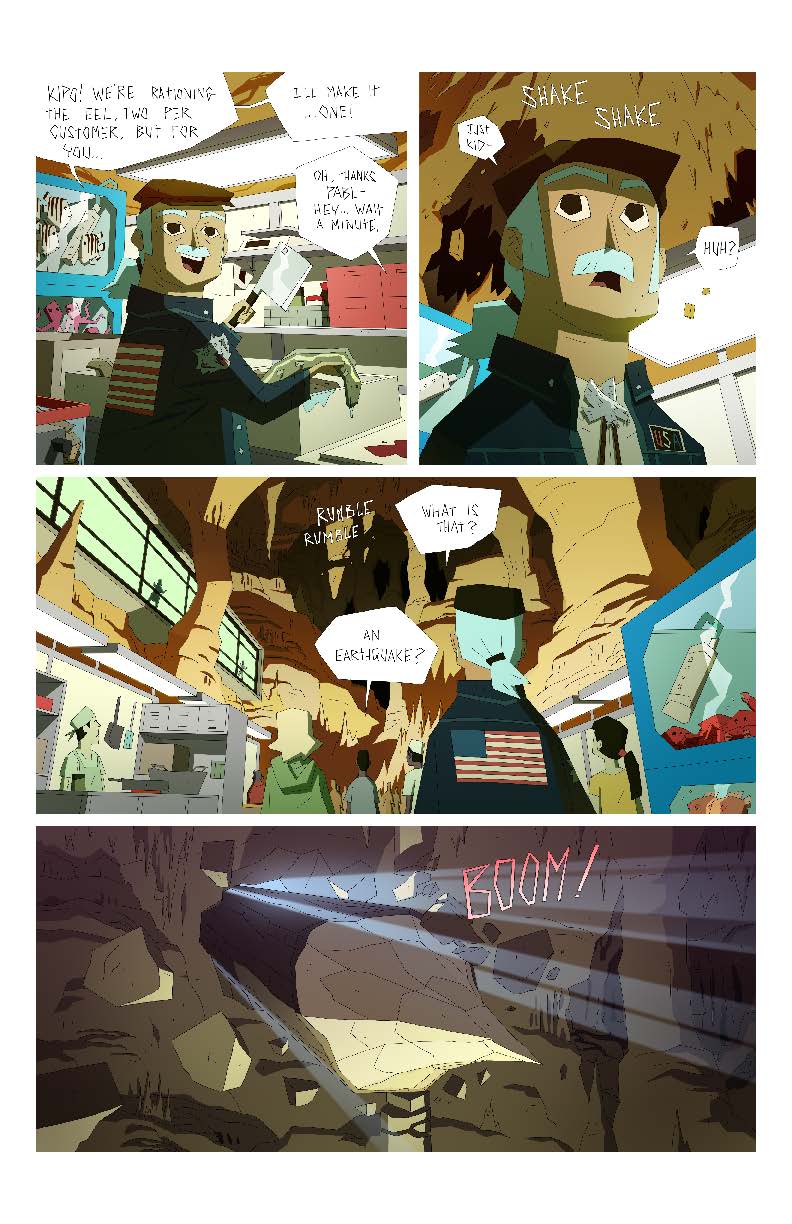 KIPO! WE'RE RATIONING
THE EEL, TWO PER
CUSTOMER, BUT FOR
YOU...
I'LL MAKE IT
...ONE!
OH, THANKS
PABL-
HEY... WAIT
A MINUTE.
SHAKE
SHAKE
JUST
KID-
HUH?
USA
RUMBLE
RUMBLE
WHAT IS
THAT?
AN
EARTHQUAKE?
BOOM!